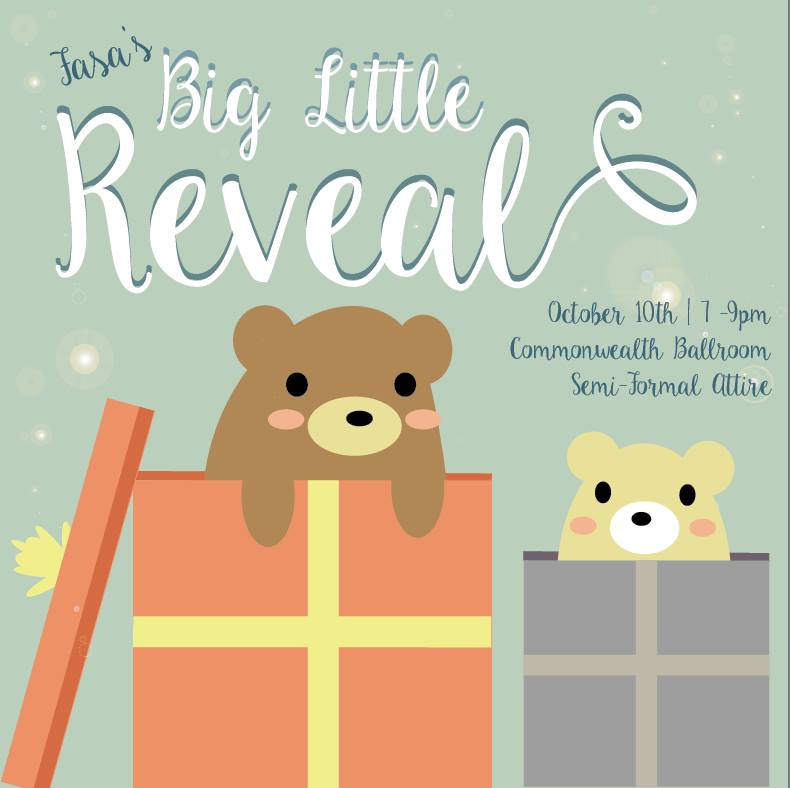 Fasa's
Big Little
Reveal
October 10th | 7 -9pm
Commonwealth Ballroom
Semi-Formal Attire